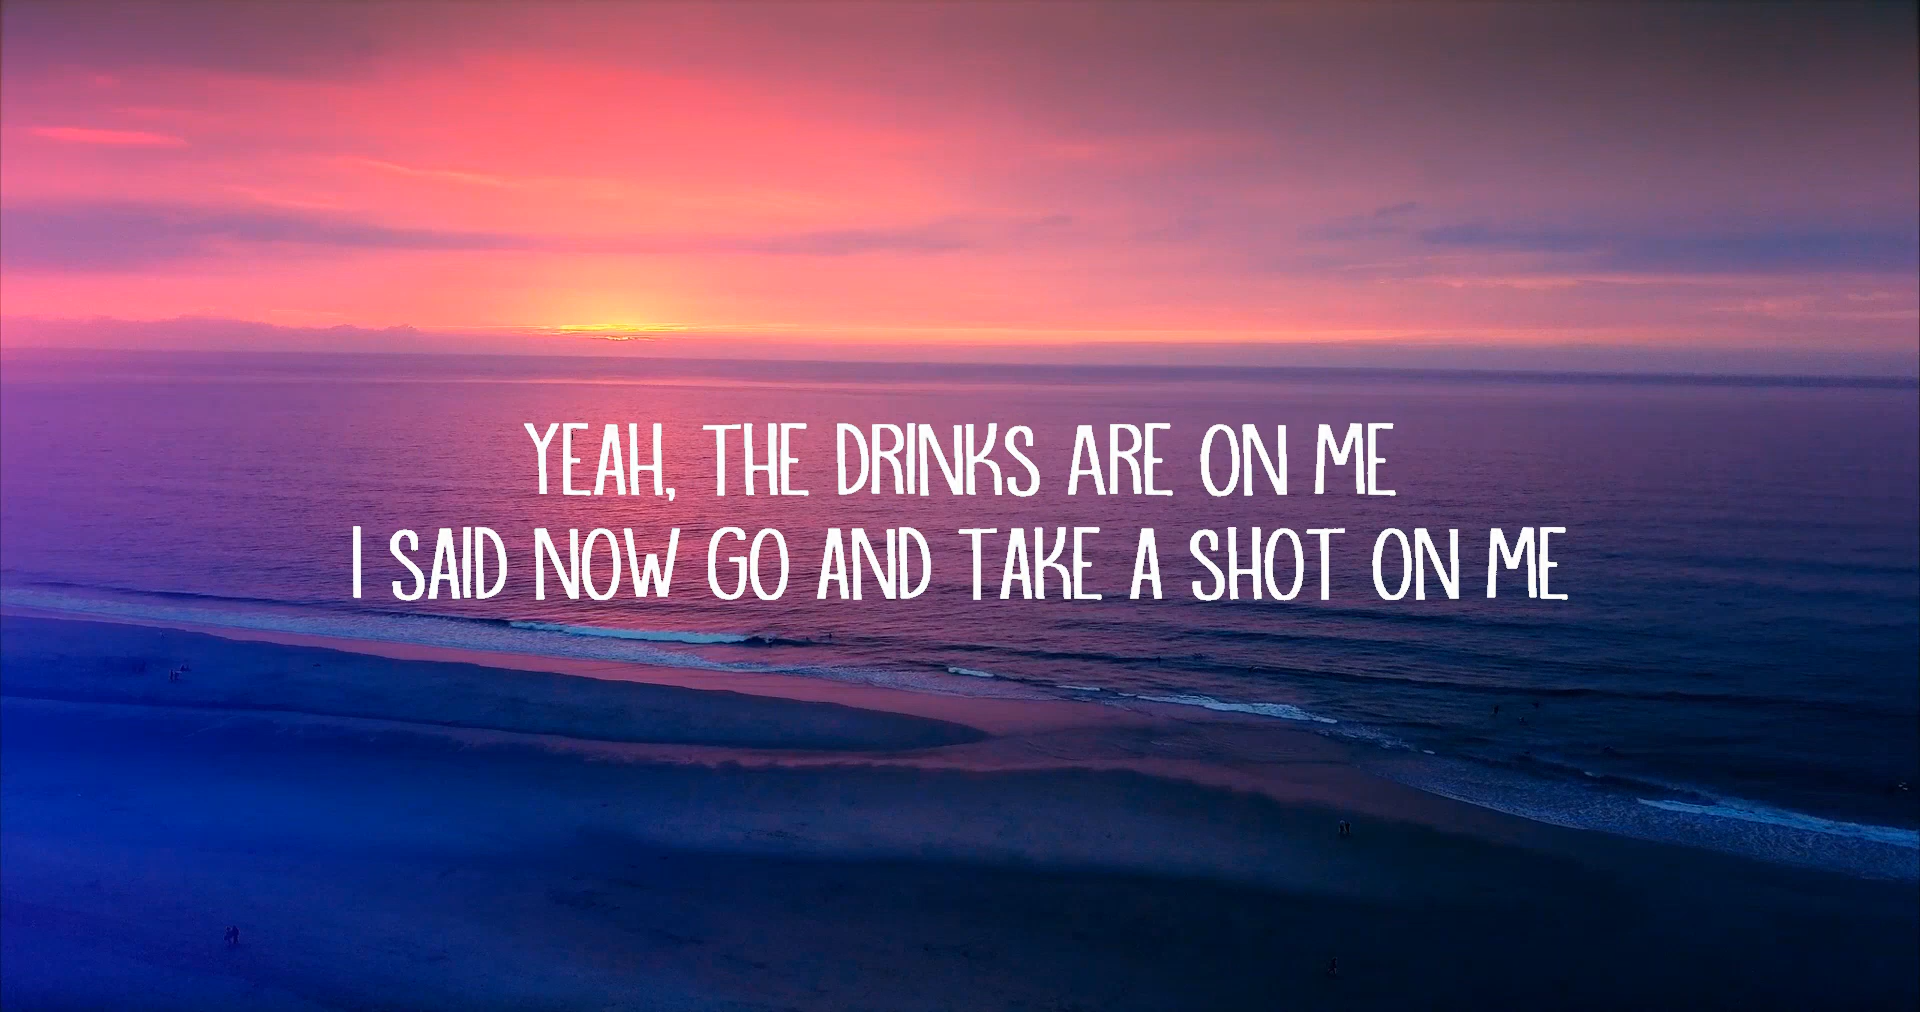 YEAH, THE DRINKS ARE ON ME
I SAID NOW GO AND TAKE A SHOT ON ME